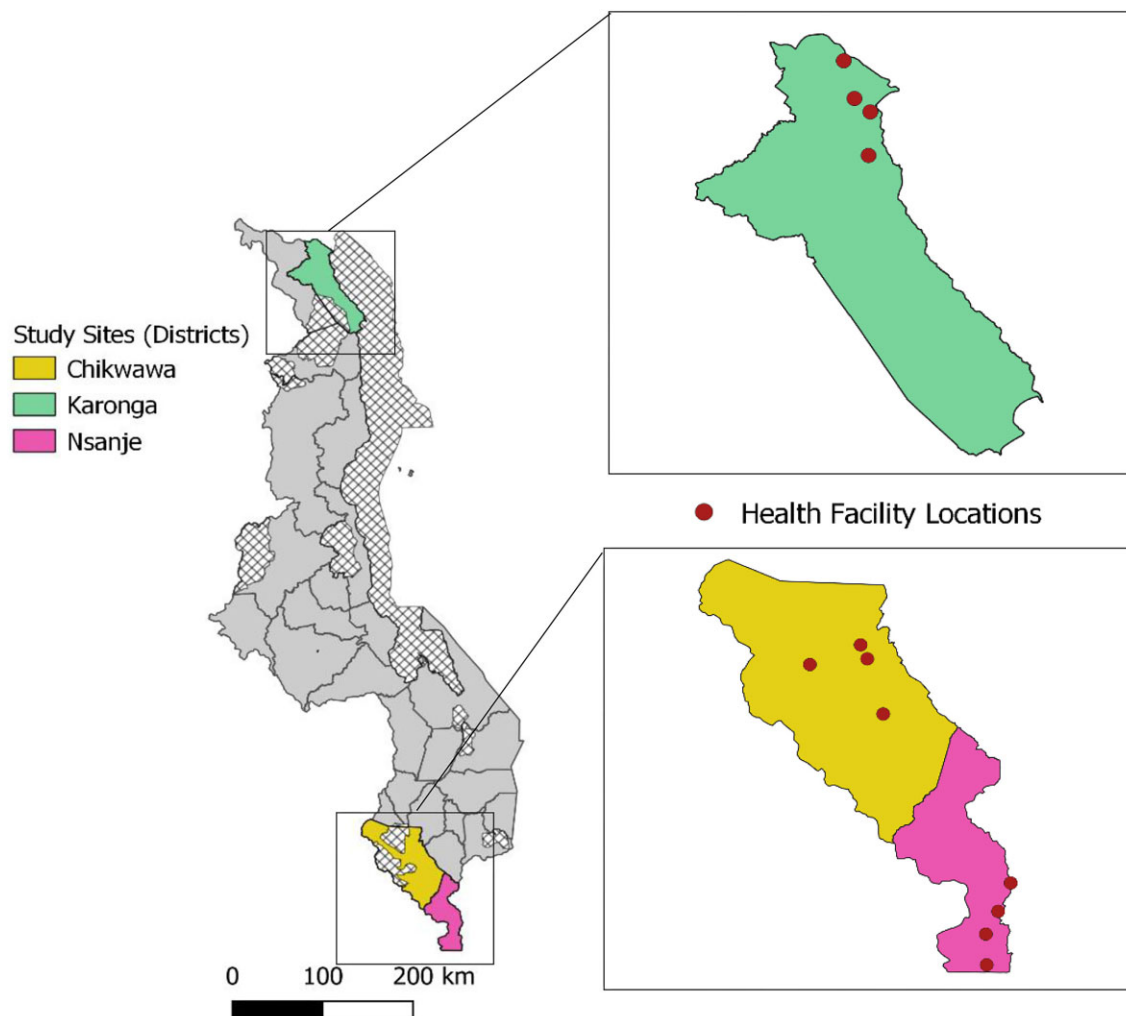 Study Sites (Districts)
Chikwawa
Karonga
Nsanje
Health Facility Locations
0 100 200 km